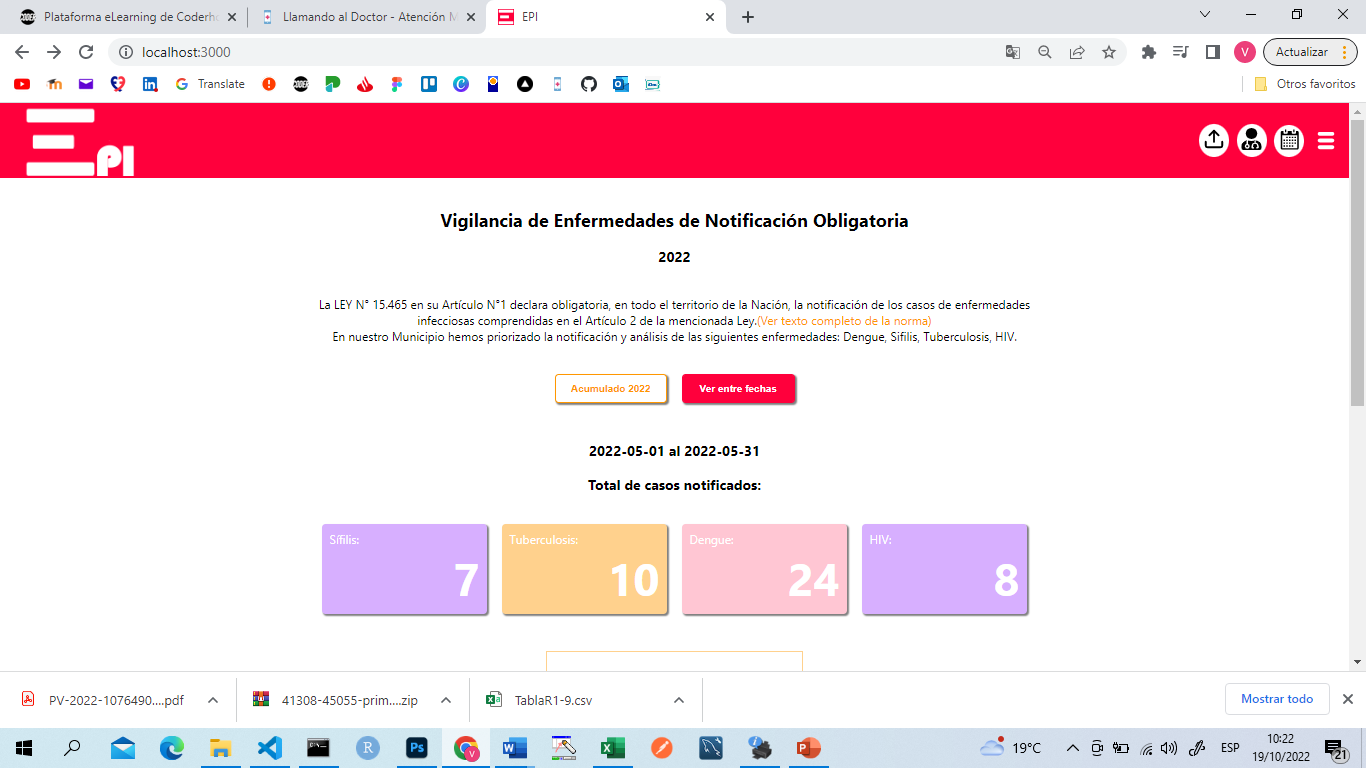 Plataforma eLearning de Coderh
Llamando al Doctor - Atención M
EPI
localhost:3000
V
Actualizar
Translate
Otros favoritos
EPI
Vigilancia de Enfermedades de Notificación Obligatoria
2022
La LEY N° 15.465 en su Artículo N°1 declara obligatoria, en todo el territorio de la Nación, la notificación de los casos de enfermedades
infecciosas comprendidas en el Artículo 2 de la mencionada Ley.(Ver texto completo de la norma)
En nuestro Municipio hemos priorizado la notificación y análisis de las siguientes enfermedades: Dengue, Sifilis, Tuberculosis, HIV.
Acumulado 2022
Ver entre fechas
2022-05-01 al 2022-05-31
Total de casos notificados:
Sífilis:
7
Tuberculosis:
10
Dengue:
24
HIV:
8
PV-2022-1076490....pdf
41308-45055-prim....zip
TablaR1-9.csv
Mostrar todo
19°C
ESP
10:22
19/10/2022
21